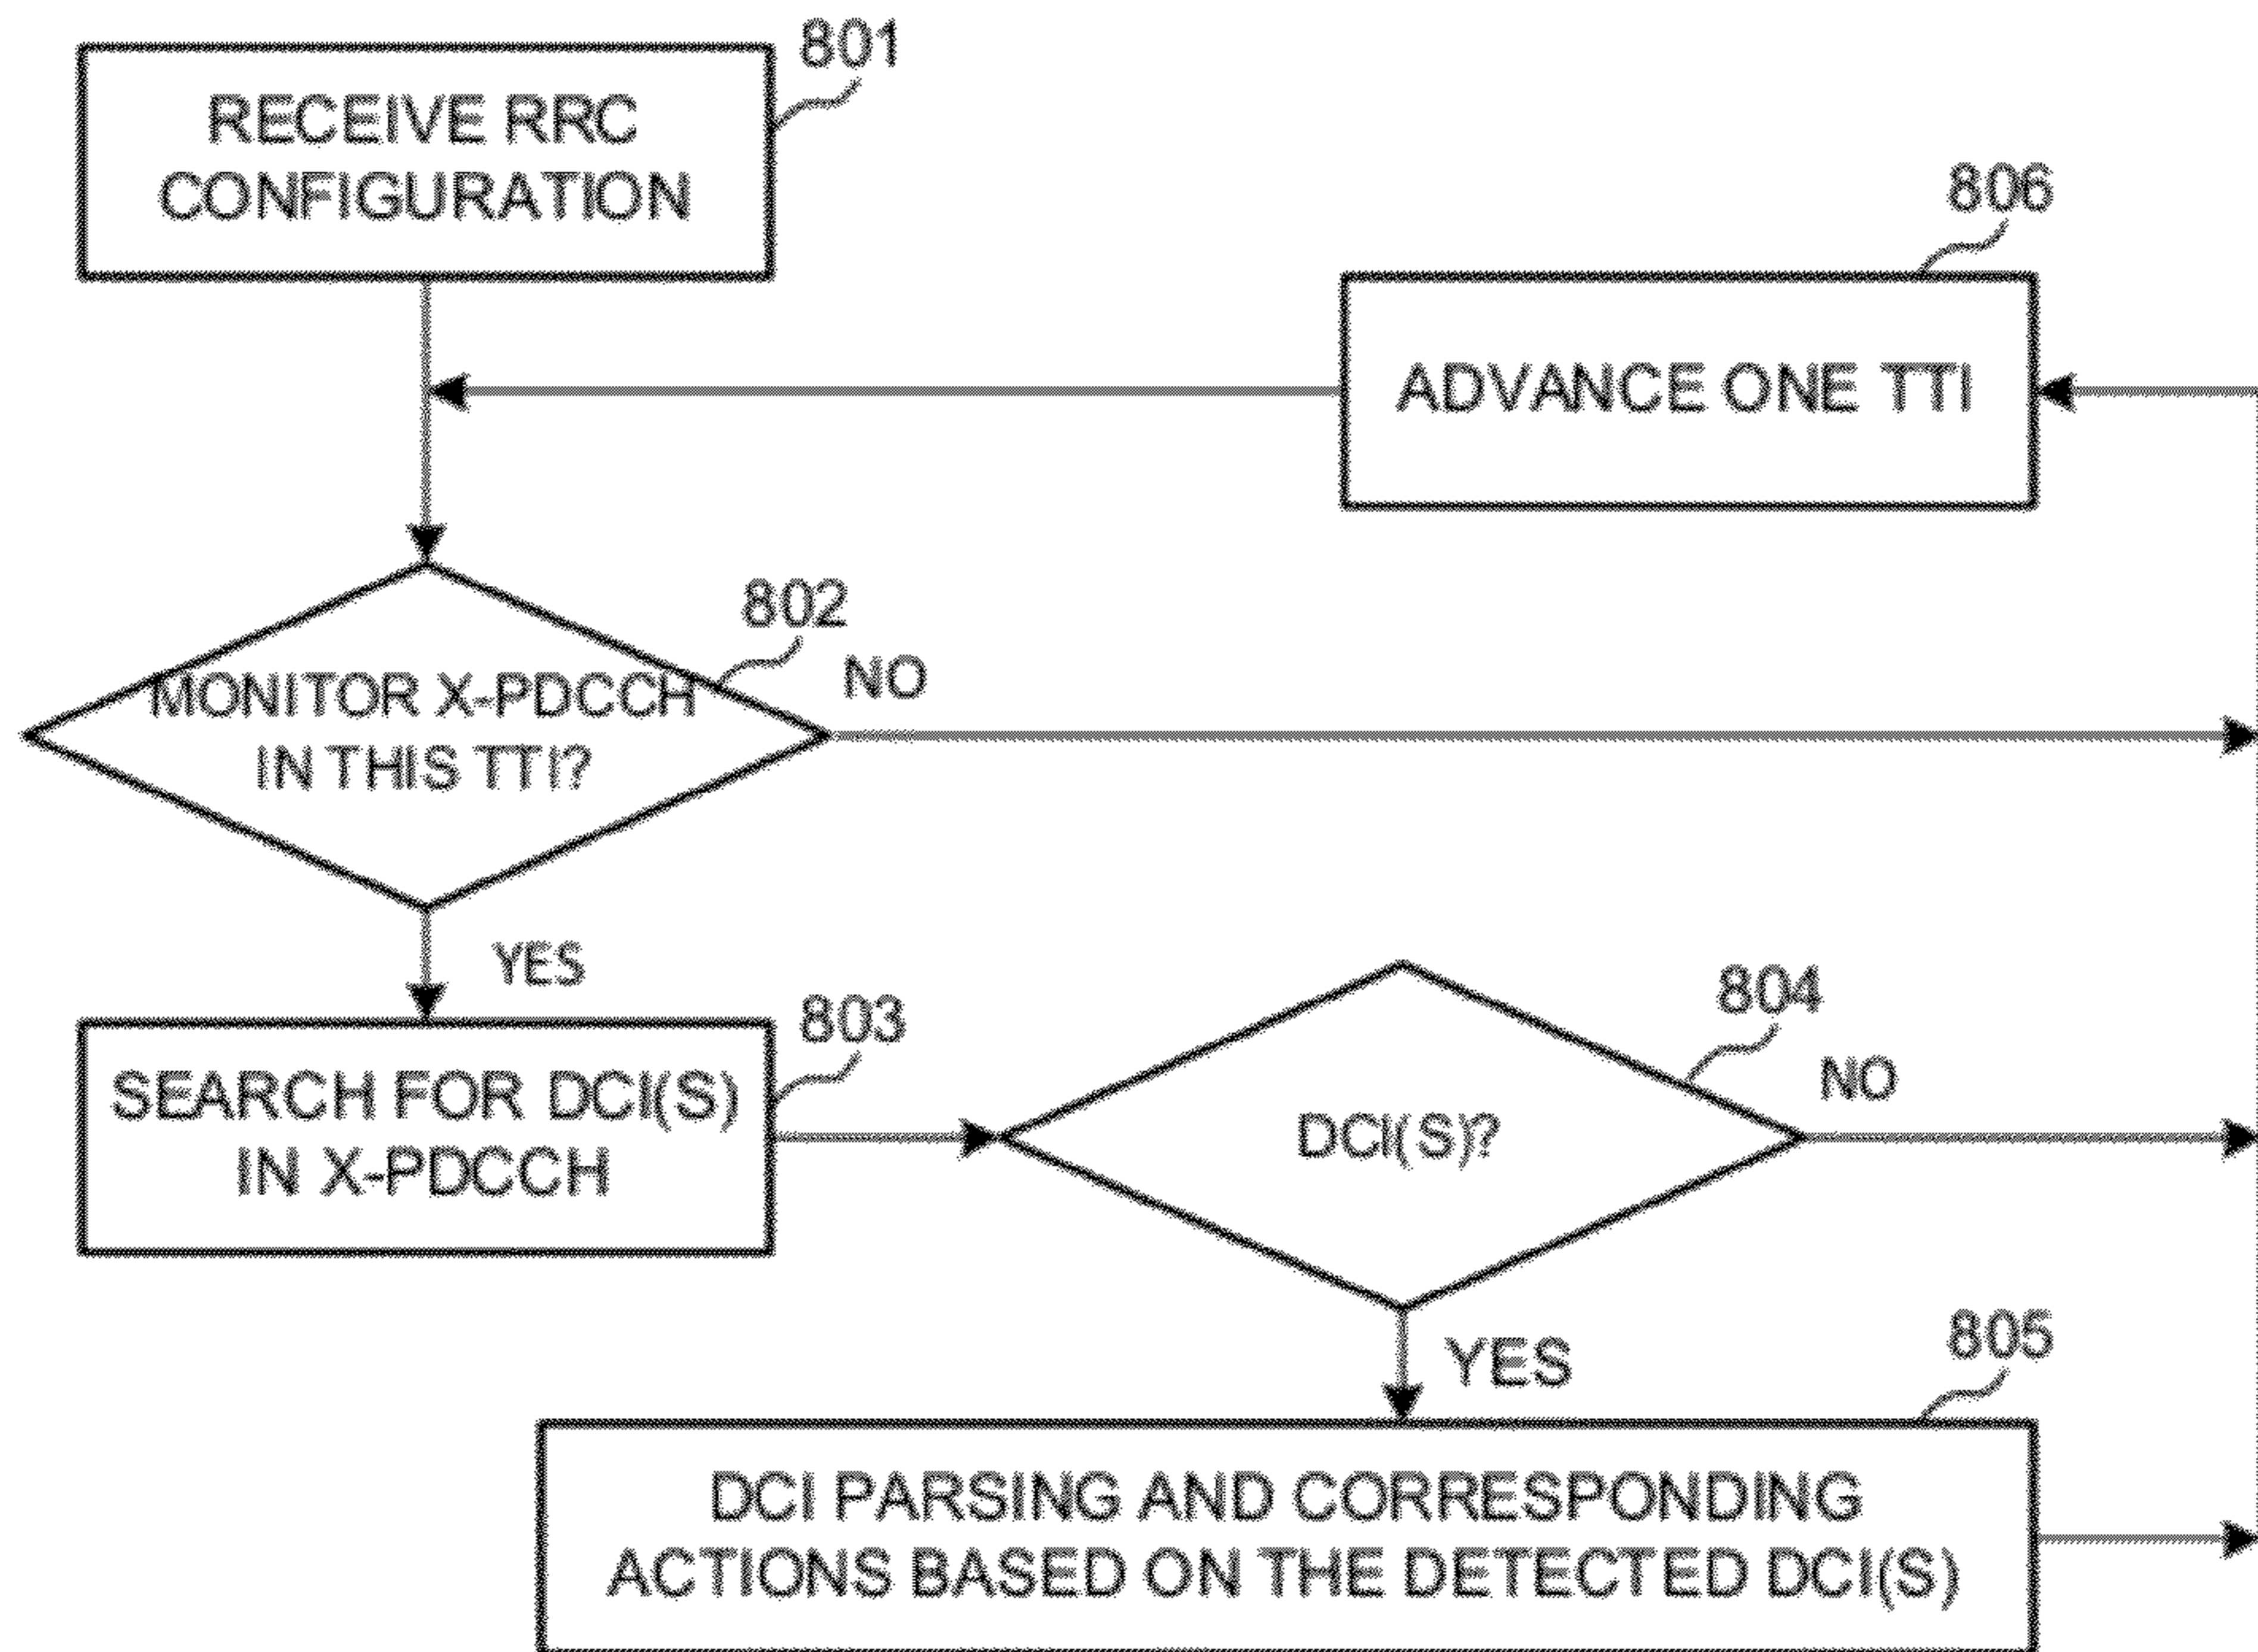 801
RECEIVE RRC
CONFIGURATION
806
ADVANCE ONE TTI
802
MONITOR X-PDCCH
IN THIS TTI?
NO
YES
803
SEARCH FOR DCI(S)
IN X-PDCCH
804
DCI(S)?
NO
YES
805
DCI PARSING AND CORRESPONDING
ACTIONS BASED ON THE DETECTED DCI(S)